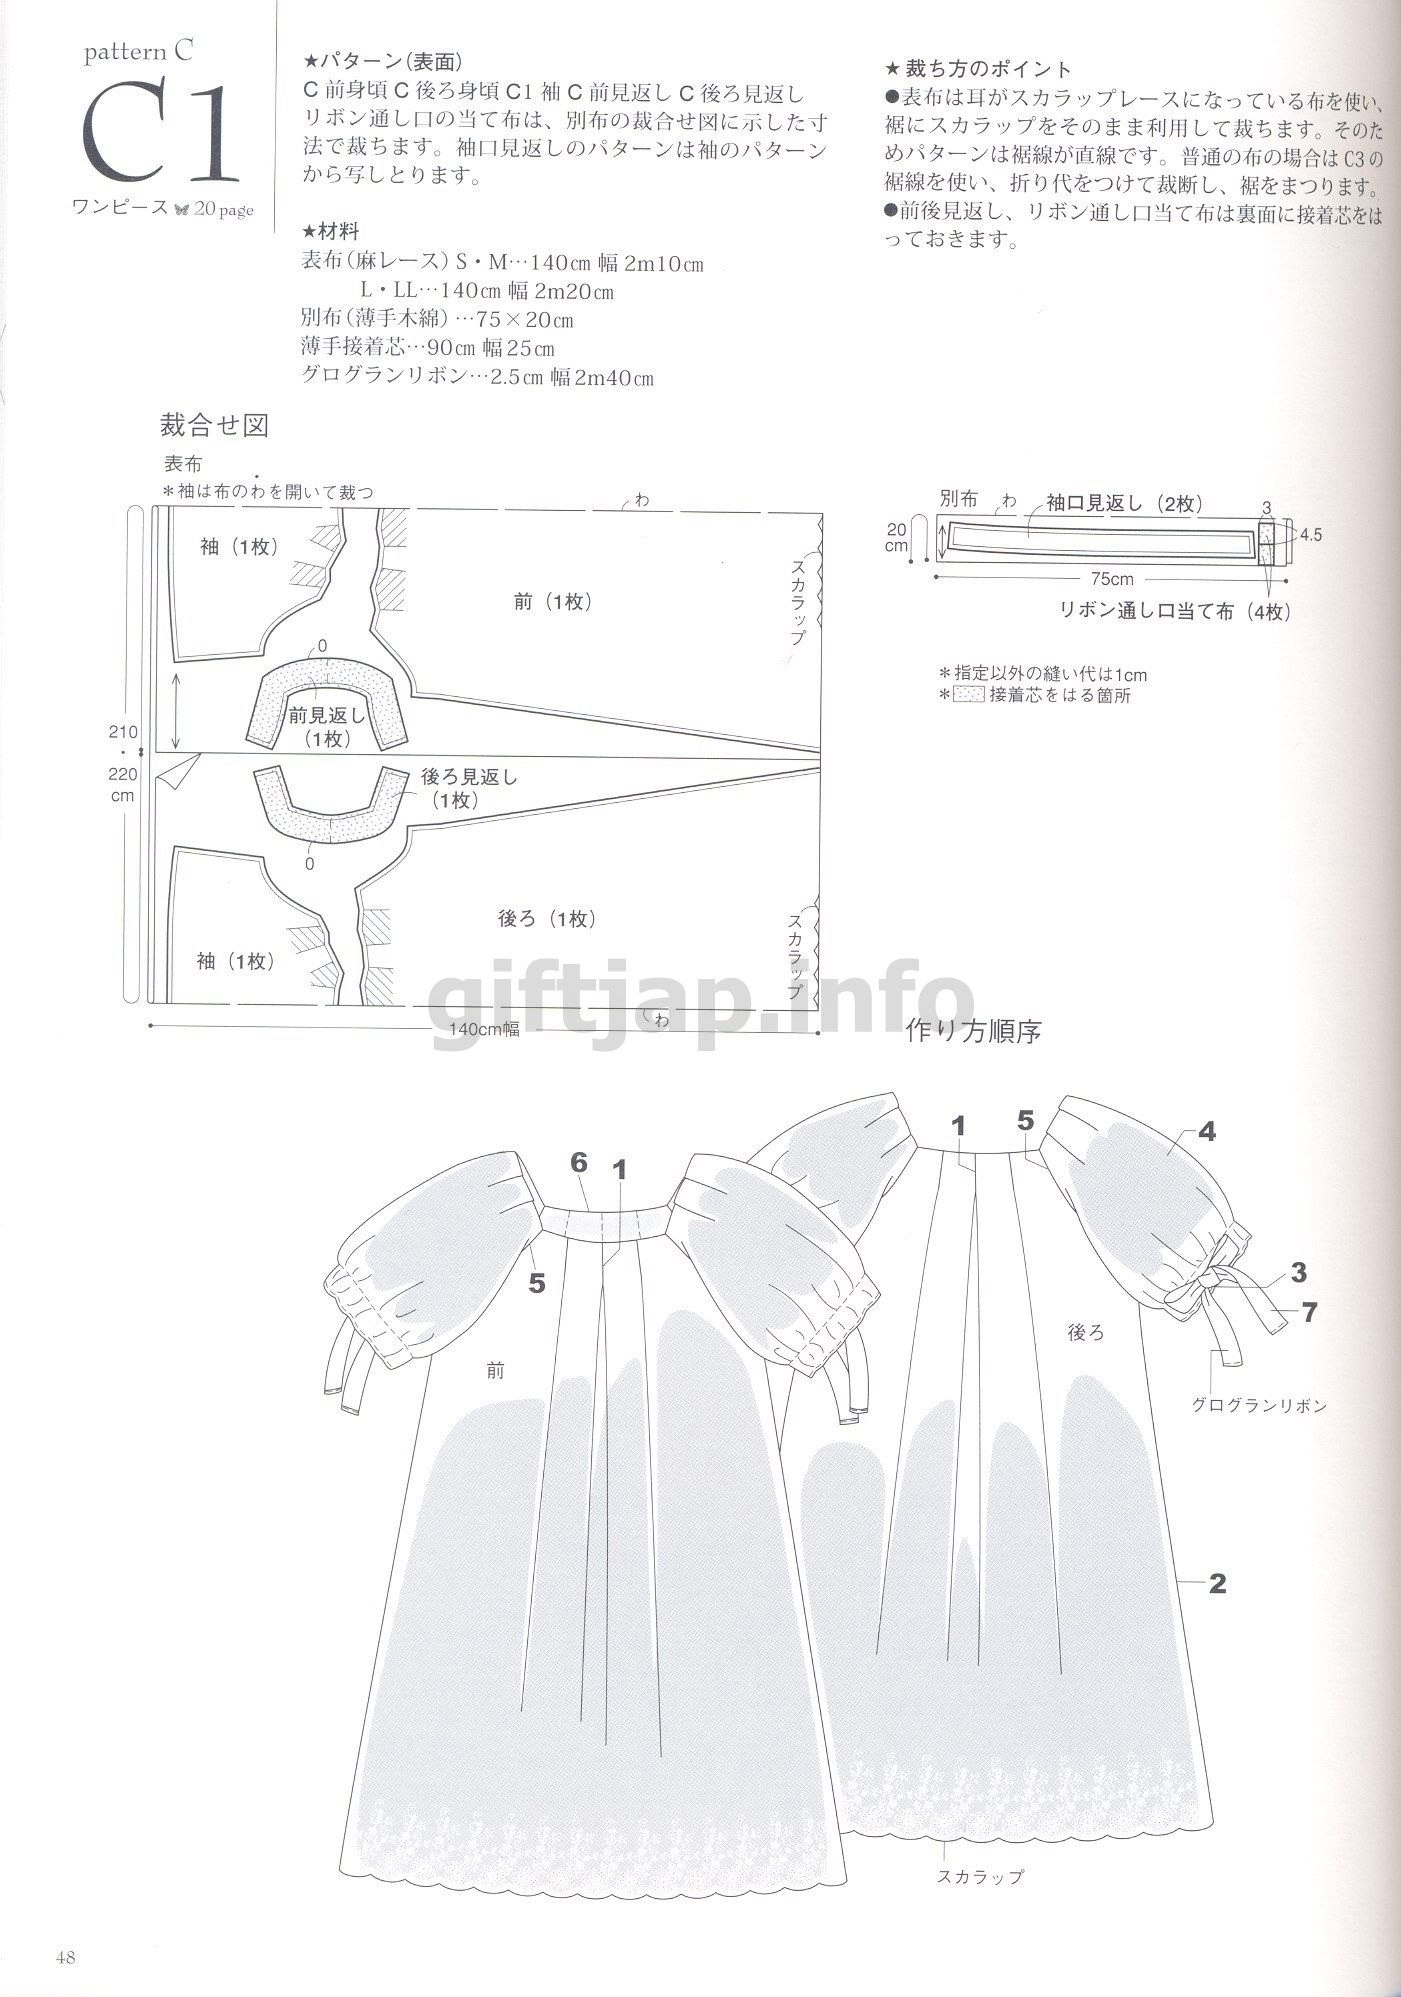 pattern C
C1
ワンピース 20 page
★パターン(表面)
C 前身頃 C 後ろ身頃 C1 袖 C 前見返し C 後ろ見返し
リボン通し口の当て布は、別布の裁合せ図に示した寸
法で裁ちます。袖口見返しのパターンは袖のパターン
から写しとります。
★材料
表布(麻レース) S・M…140cm 幅 2m10cm
L・LL…140cm 幅 2m20cm
別布(薄手木綿)…75×20cm
薄手接着芯…90cm 幅 25cm
グログランリボン…2.5cm 幅 2m40cm
★ 裁ち方のポイント
●表布は耳がスカラップレースになっている布を使い、
裾にスカラップをそのまま利用して裁ちます。そのた
めパターンは裾線が直線です。普通の布の場合は C3 の
裾線を使い、折り代をつけて裁断し、裾をまつります。
●前後見返し、リボン通し口当て布は裏面に接着芯をは
っておきます。
裁合せ図
表布
＊袖は布のわを開いて裁つ
わ
袖(1枚)
前(1枚)
スカラップ
0
前見返し
(1枚)
210
・
220
cm
後ろ見返し
(1枚)
0
後ろ(1枚)
袖(1枚)
スカラップ
わ
140cm幅
別布
わ
袖口見返し(2枚)
3
20
cm
4.5
75cm
リボン通し口当て布(4枚)
＊指定以外の縫い代は1cm
＊接着芯をはる箇所
giftjap.info
作り方順序
1
5
4
6
1
5
3
7
前
後ろ
グログランリボン
2
スカラップ
48